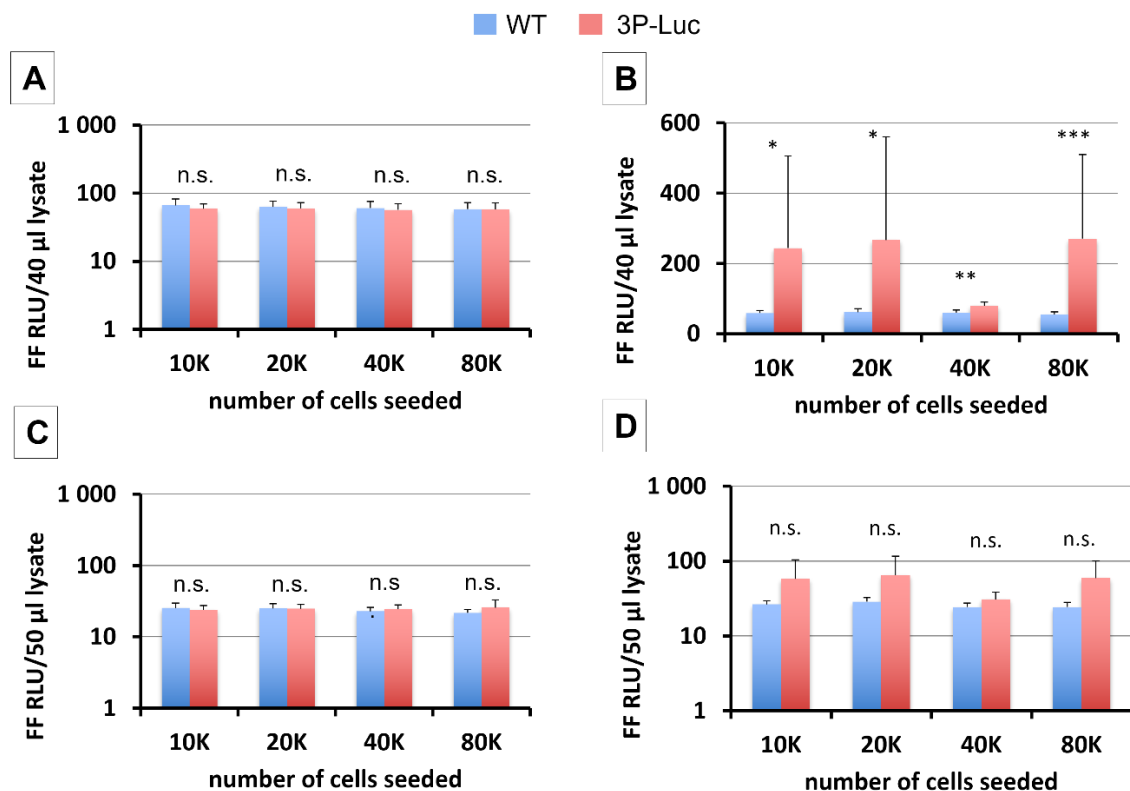 WT 3P-Luc
A
FF RLU/40 µl lysate
1 000
100
10
1
n.s. n.s. n.s. n.s.
10K 20K 40K 80K
number of cells seeded
B
FF RLU/40 µl lysate
600
400
200
0
* * ** ***
10K 20K 40K 80K
number of cells seeded
C
FF RLU/50 µl lysate
1 000
100
10
1
n.s. n.s. n.s n.s.
10K 20K 40K 80K
number of cells seeded
D
FF RLU/50 µl lysate
1 000
100
10
1
n.s. n.s. n.s. n.s.
10K 20K 40K 80K
number of cells seeded